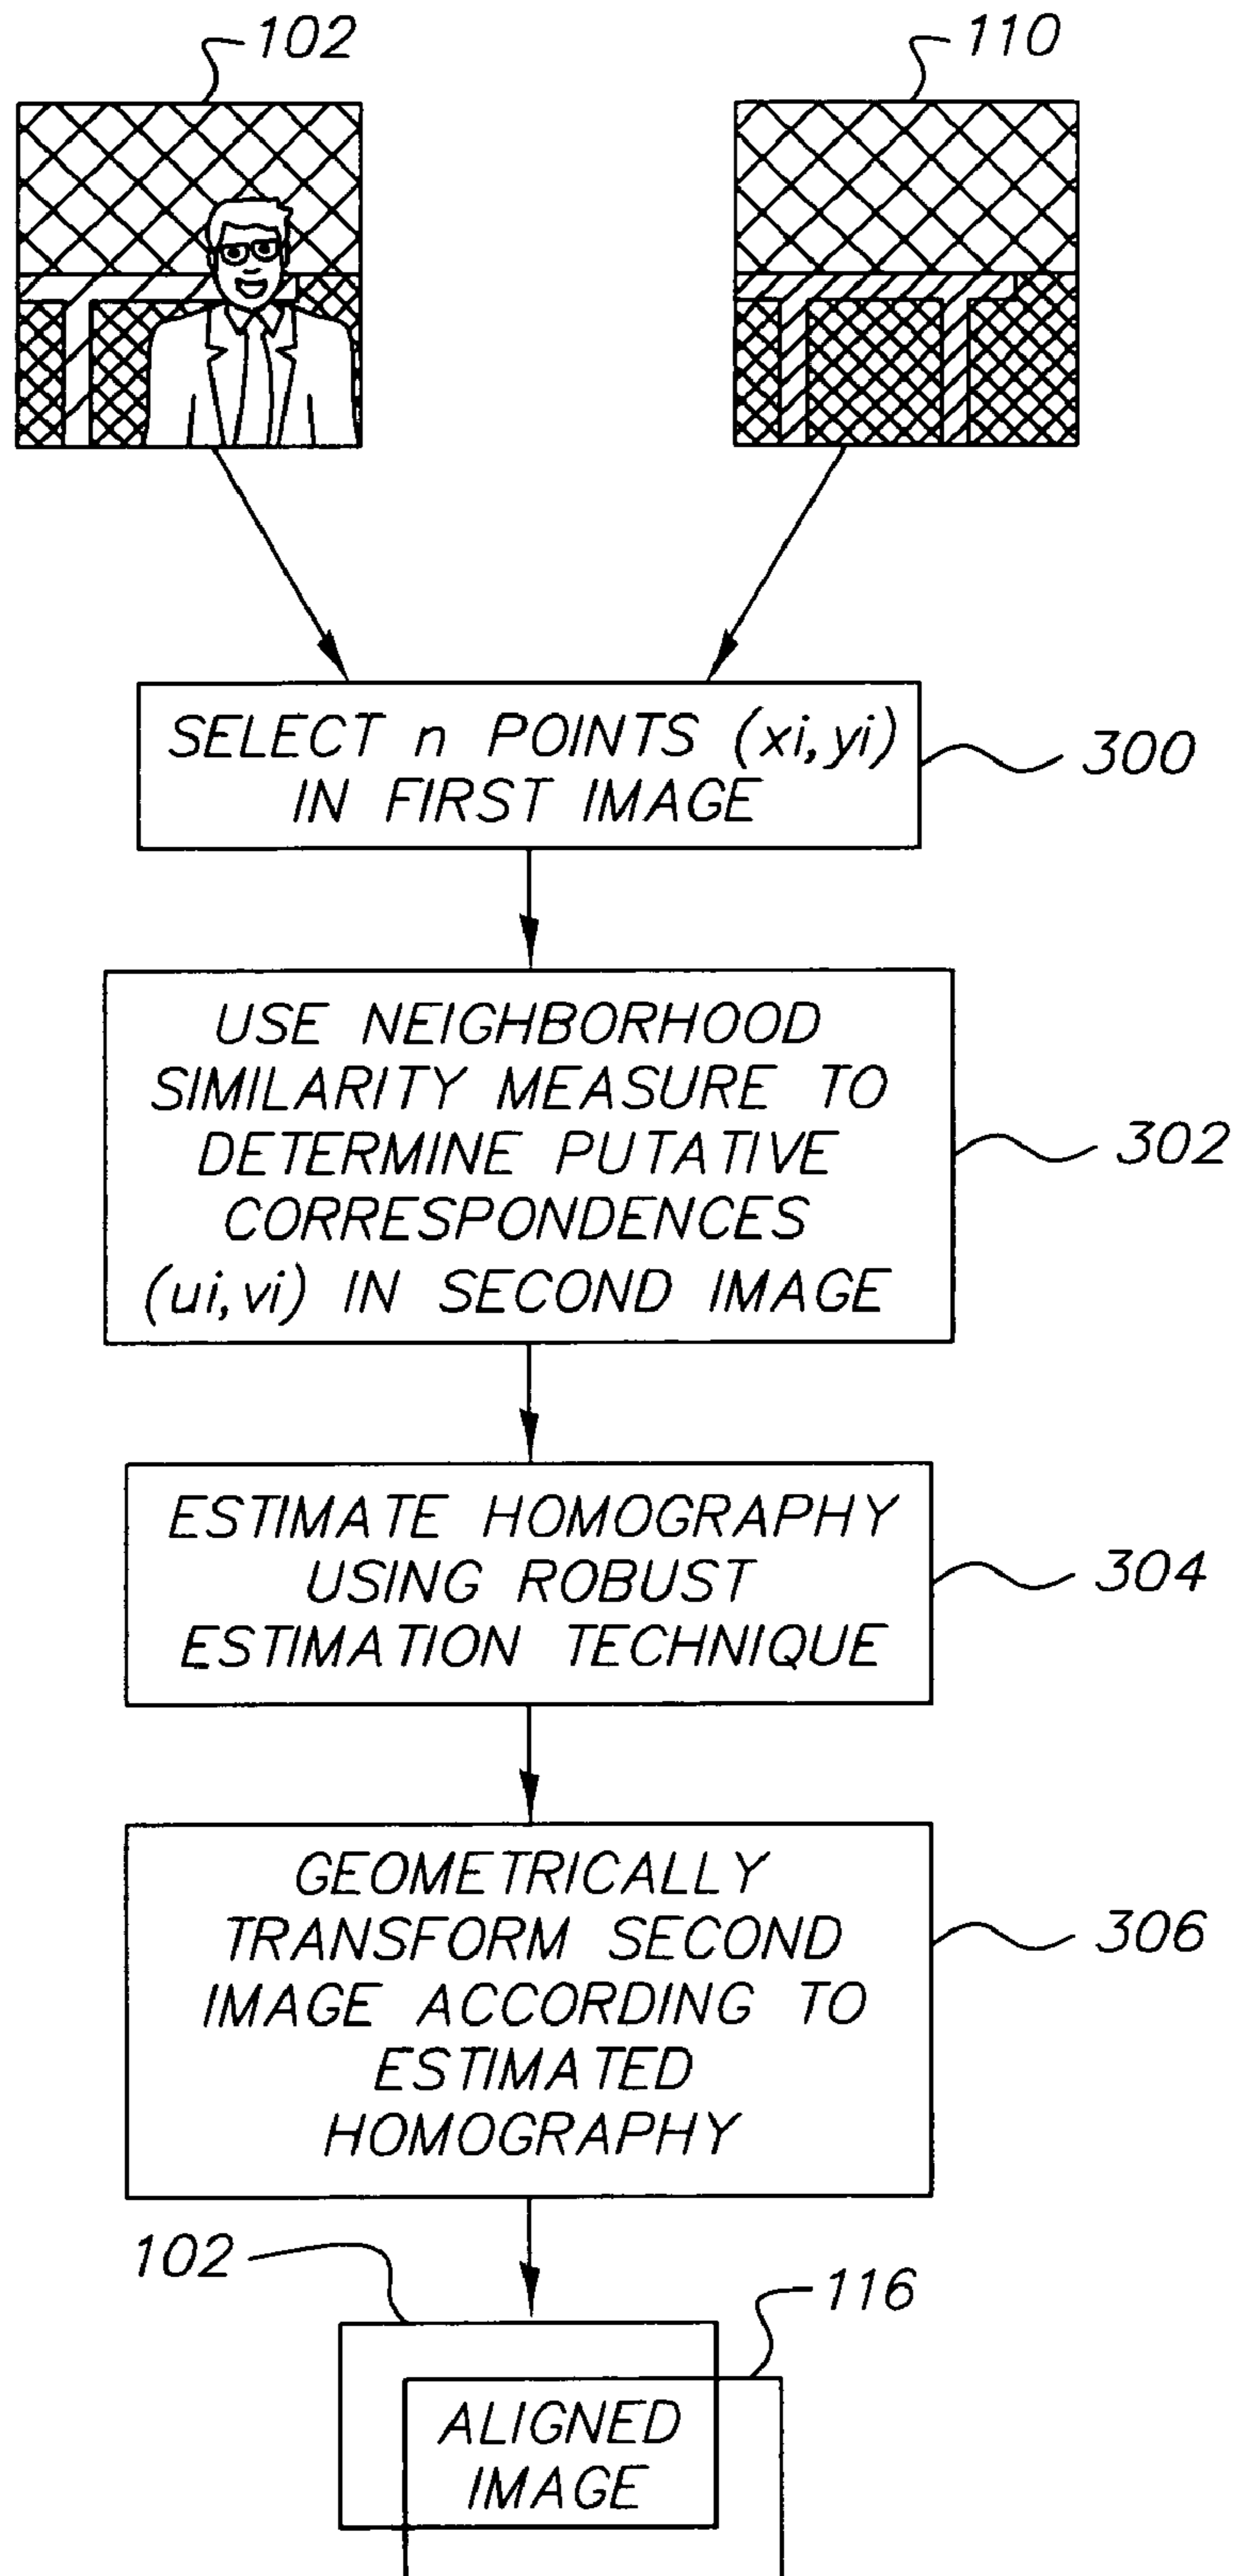 102
110
SELECT n POINTS (xi,yi)
IN FIRST IMAGE
300
USE NEIGHBORHOOD
SIMILARITY MEASURE TO
DETERMINE PUTATIVE
CORRESPONDENCES
(ui,vi) IN SECOND IMAGE
302
ESTIMATE HOMOGRAPHY
USING ROBUST
ESTIMATION TECHNIQUE
304
GEOMETRICALLY
TRANSFORM SECOND
IMAGE ACCORDING TO
ESTIMATED
HOMOGRAPHY
306
102
116
ALIGNED
IMAGE